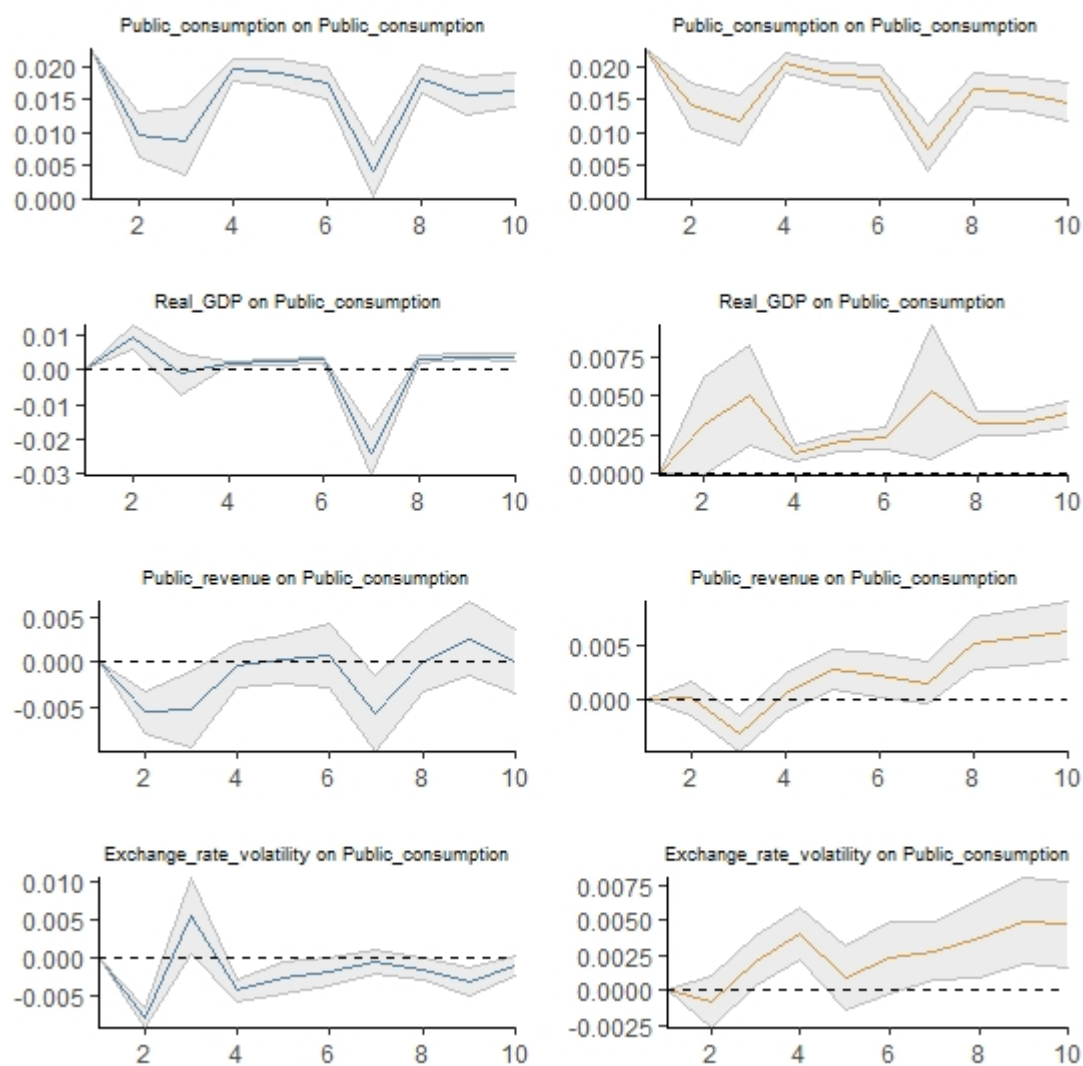 Public_consumption on Public_consumption
0.020
0.015
0.010
0.005
0.000
2 4 6 8 10
Public_consumption on Public_consumption
0.020
0.015
0.010
0.005
0.000
2 4 6 8 10
Real_GDP on Public_consumption
0.01
0.00
-0.01
-0.02
-0.03
2 4 6 8 10
Real_GDP on Public_consumption
0.0075
0.0050
0.0025
0.0000
2 4 6 8 10
Public_revenue on Public_consumption
0.005
0.000
-0.005
2 4 6 8 10
Public_revenue on Public_consumption
0.005
0.000
2 4 6 8 10
Exchange_rate_volatility on Public_consumption
0.010
0.005
0.000
-0.005
2 4 6 8 10
Exchange_rate_volatility on Public_consumption
0.0075
0.0050
0.0025
0.0000
-0.0025
2 4 6 8 10